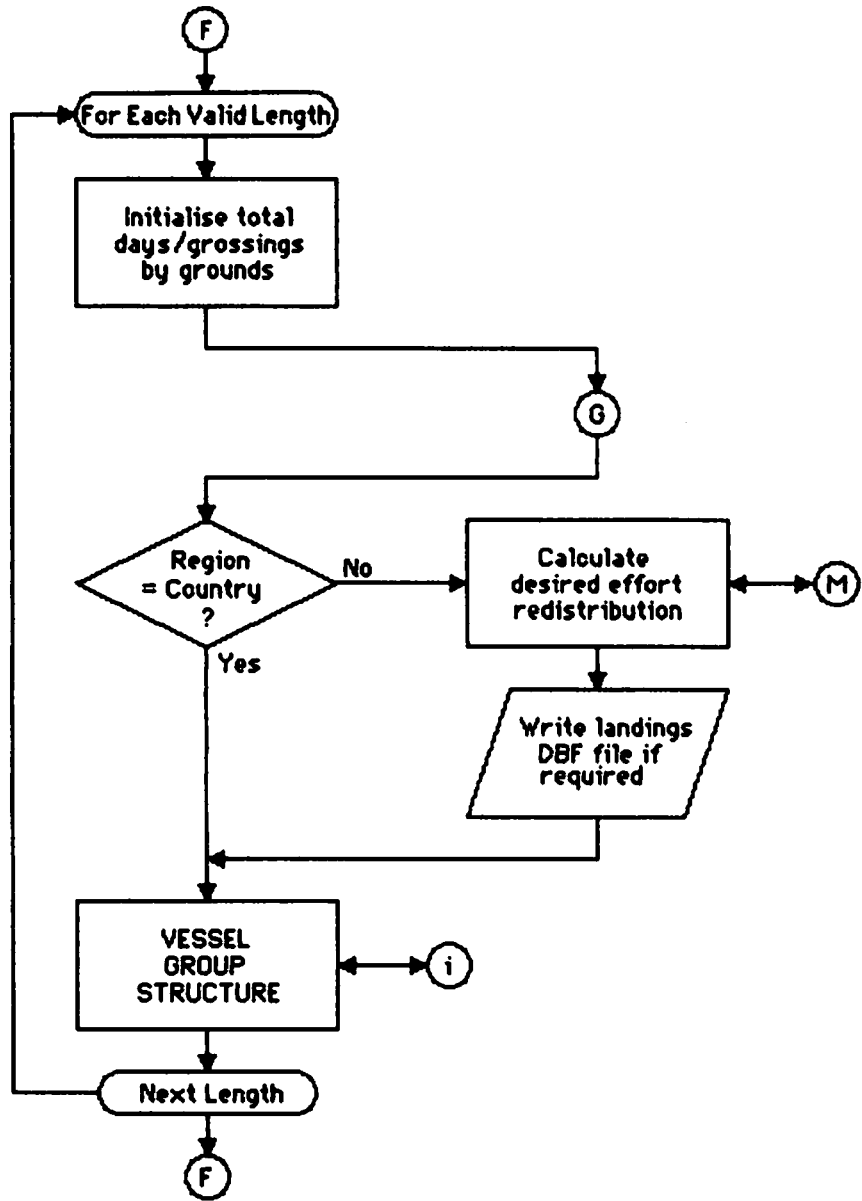 F
For Each Valid Length
Initialise total
days/grossings
by grounds
G
Region
= Country
?
No
Yes
Calculate
desired effort
redistribution
M
Write landings
DBF file if
required
VESSEL
GROUP
STRUCTURE
i
Next Length
F